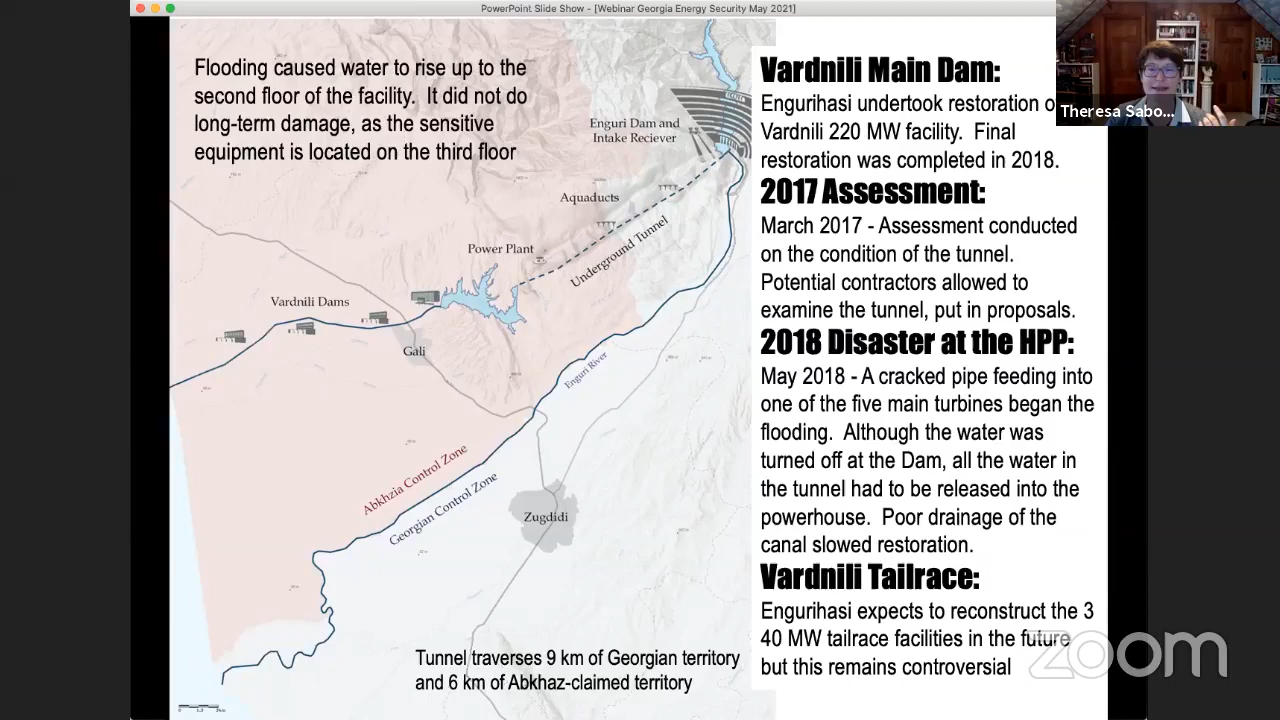 PowerPoint Slide Show - [Webinar Georgia Energy Security May 2021]
Flooding caused water to rise up to the
second floor of the facility. It did not do
long-term damage, as the sensitive
equipment is located on the third floor
Enguri Dam and
Intake Reciever
Aquaducts
Underground Tunnel
Power Plant
Vardnili Dams
Gali
Enguri River
Abkhzia Control Zone
Georgian Control Zone
Zugdidi
Tunnel traverses 9 km of Georgian territory
and 6 km of Abkhaz-claimed territory
Vardnili Main Dam:
Engurihasi undertook restoration o
Vardnili 220 MW facility. Final
restoration was completed in 2018.
2017 Assessment:
March 2017 - Assessment conducted
on the condition of the tunnel.
Potential contractors allowed to
examine the tunnel, put in proposals.
2018 Disaster at the HPP:
May 2018 - A cracked pipe feeding into
one of the five main turbines began the
flooding. Although the water was
turned off at the Dam, all the water in
the tunnel had to be released into the
powerhouse. Poor drainage of the
canal slowed restoration.
Vardnili Tailrace:
Engurihasi expects to reconstruct the 3
40 MW tailrace facilities in the future
but this remains controversial
Theresa Sabo...
zoom